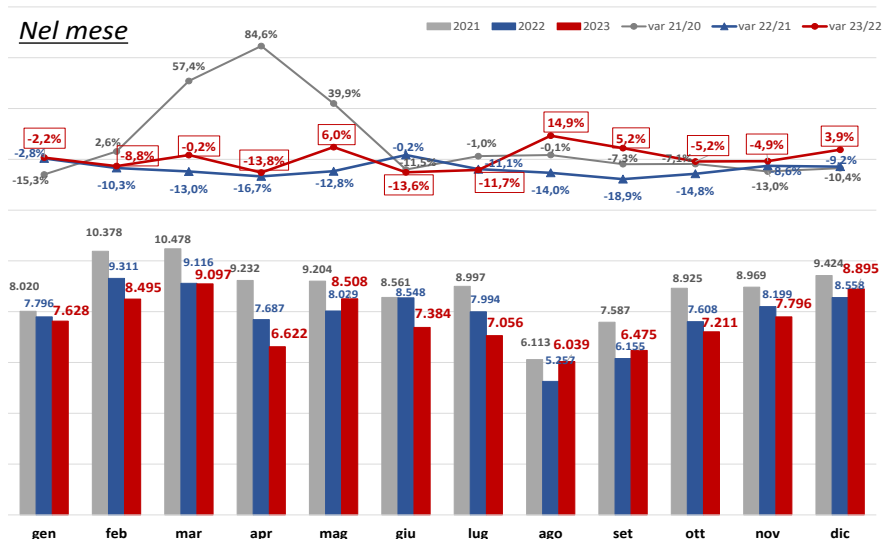 Nel mese
2021 2022 2023 var 21/20 var 22/21 var 23/22
84,6%
57,4%
39,9%
14,9%
-2,2%
2,6%
-0,2%
6,0%
-0,2%
-1,0%
-0,1%
5,2%
-5,2%
-4,9%
3,9%
-2,8%
-8,8%
-13,8%
-11,5%
-11,1%
-7,3%
-7,1%
-8,6%
-9,2%
-15,3%
-10,3%
-13,0%
-16,7%
-12,8%
-13,6%
-11,7%
-14,0%
-18,9%
-14,8%
-13,0%
-10,4%
8.020 7.796 7.628
10.378 9.311 8.495
10.478 9.116 9.097
9.232 7.687 6.622
9.204 8.029 8.508
8.561 8.548 7.384
8.997 7.994 7.056
6.113 5.257 6.039
7.587 6.155 6.475
8.925 7.608 7.211
8.969 8.199 7.796
9.424 8.558 8.895
gen feb mar apr mag giu lug ago set ott nov dic